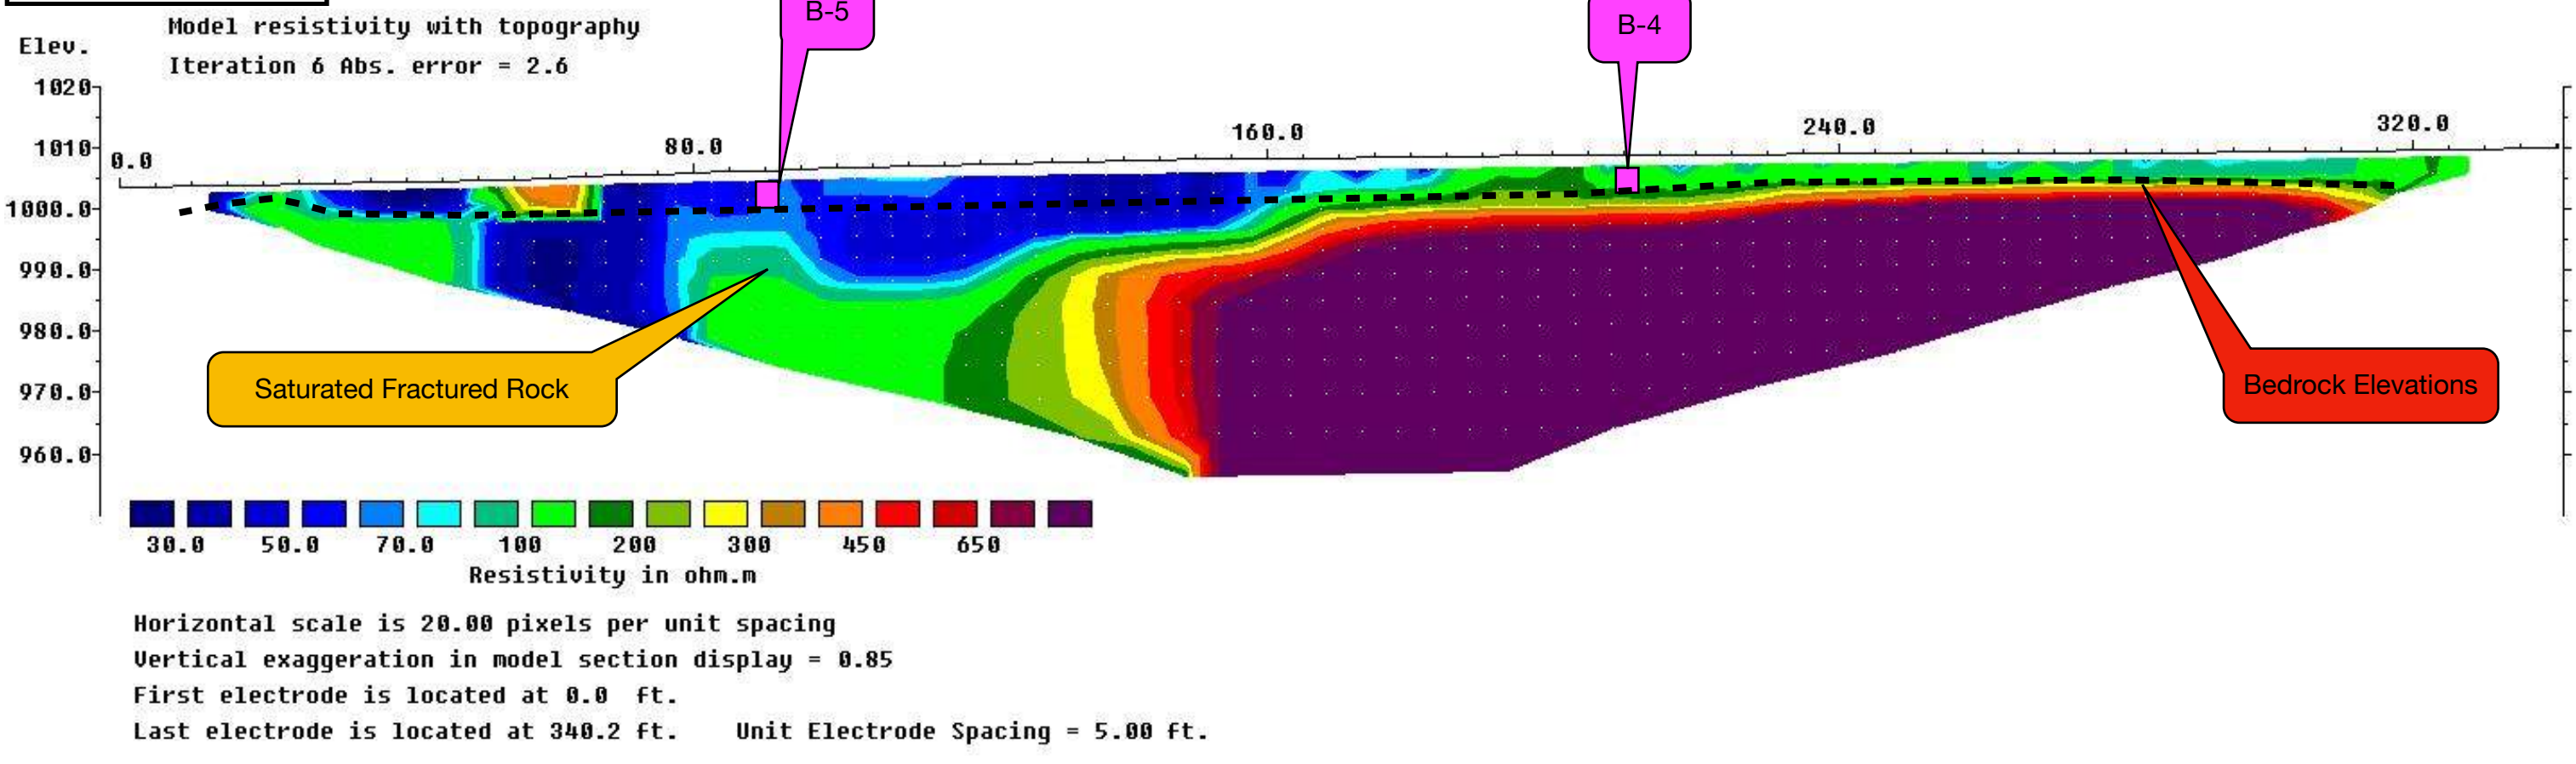 B-5
B-4
Model resistivity with topography
Elev.
Iteration 6 Abs. error = 2.6
1020
1010
1000.0
990.0
980.0
970.0
960.0
0.0
80.0
160.0
240.0
320.0
Saturated Fractured Rock
Bedrock Elevations
30.0 50.0 70.0 100 200 300 450 650
Resistivity in ohm.m
Horizontal scale is 20.00 pixels per unit spacing
Vertical exaggeration in model section display = 0.85
First electrode is located at 0.0 ft.
Last electrode is located at 340.2 ft. Unit Electrode Spacing = 5.00 ft.